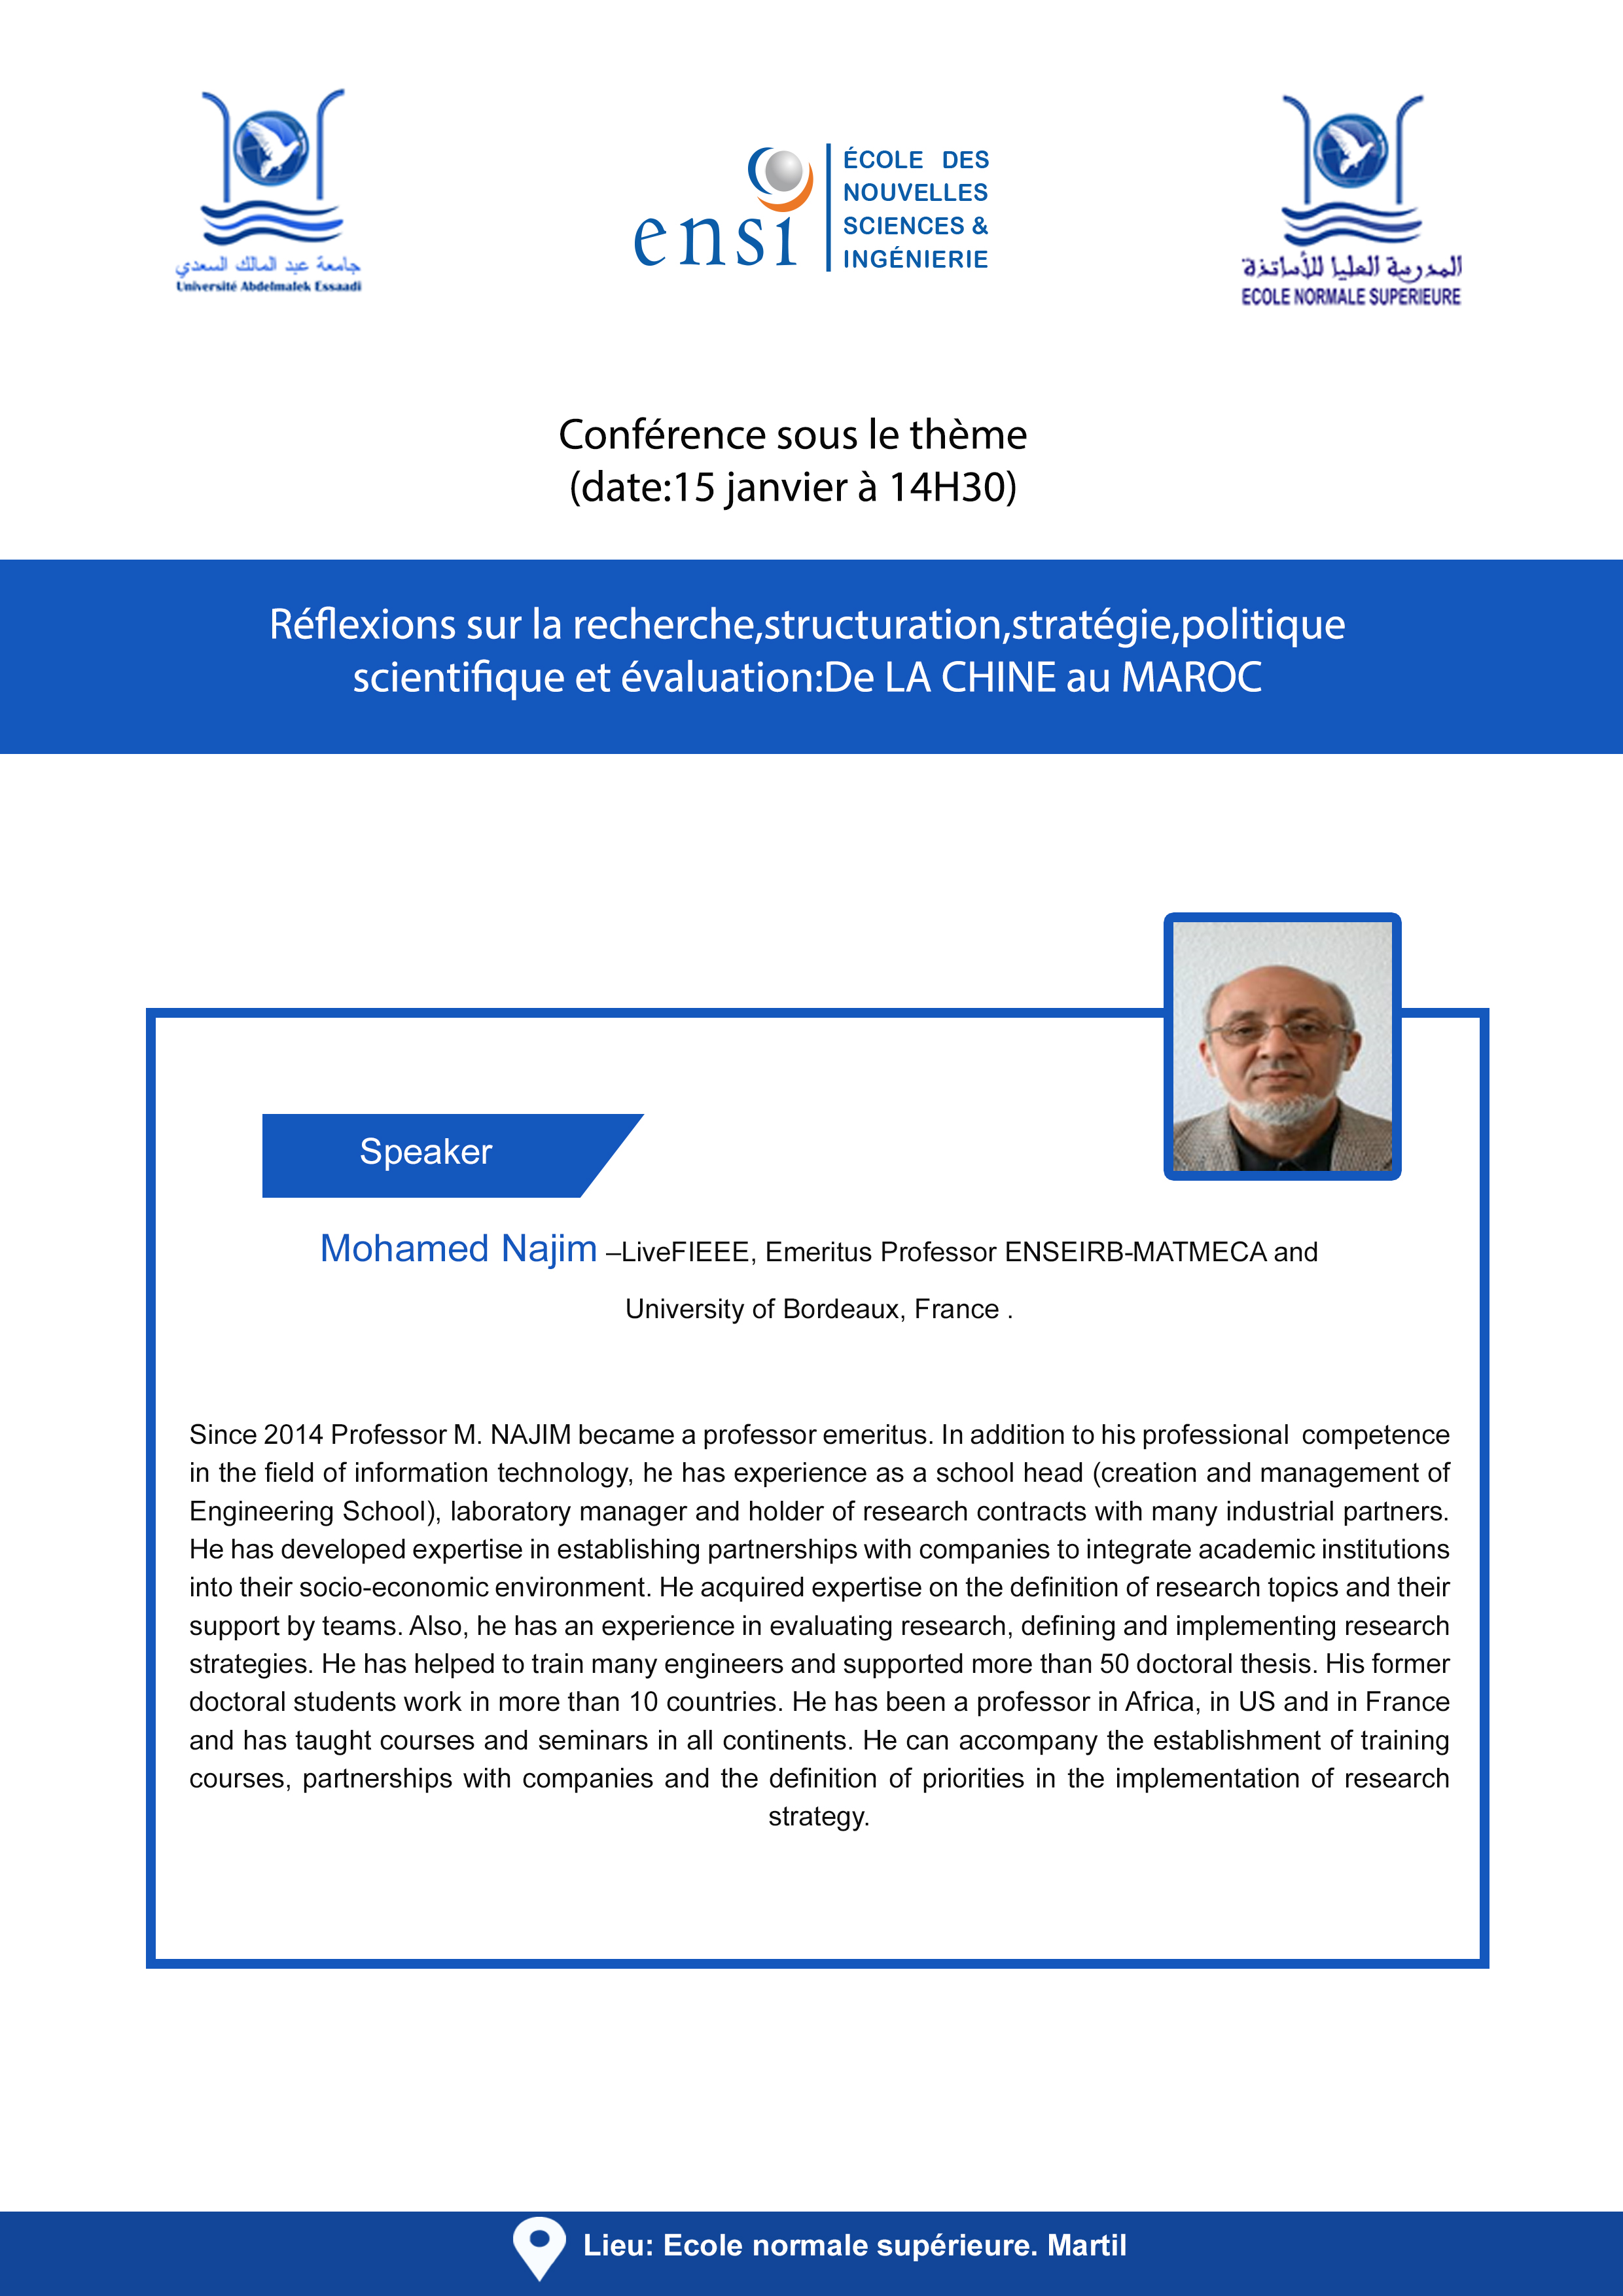 جامعة عبد المالك السعدي
Université Abdelmalek Essaadi
ensi
ÉCOLE DES
NOUVELLES
SCIENCES &
INGÉNIERIE
المدرسة العليا للأساتذة
ECOLE NORMALE SUPERIEURE
Conférence sous le thème
(date:15 janvier à 14H30)
Réflexions sur la recherche,structuration,stratégie,politique
scientifique et évaluation:De LA CHINE au MAROC
Speaker
Mohamed Najim –LiveFIEEE, Emeritus Professor ENSEIRB-MATMECA and
University of Bordeaux, France .
Since 2014 Professor M. NAJIM became a professor emeritus. In addition to his professional competence
in the field of information technology, he has experience as a school head (creation and management of
Engineering School), laboratory manager and holder of research contracts with many industrial partners.
He has developed expertise in establishing partnerships with companies to integrate academic institutions
into their socio-economic environment. He acquired expertise on the definition of research topics and their
support by teams. Also, he has an experience in evaluating research, defining and implementing research
strategies. He has helped to train many engineers and supported more than 50 doctoral thesis. His former
doctoral students work in more than 10 countries. He has been a professor in Africa, in US and in France
and has taught courses and seminars in all continents. He can accompany the establishment of training
courses, partnerships with companies and the definition of priorities in the implementation of research
strategy.
Lieu: Ecole normale supérieure. Martil